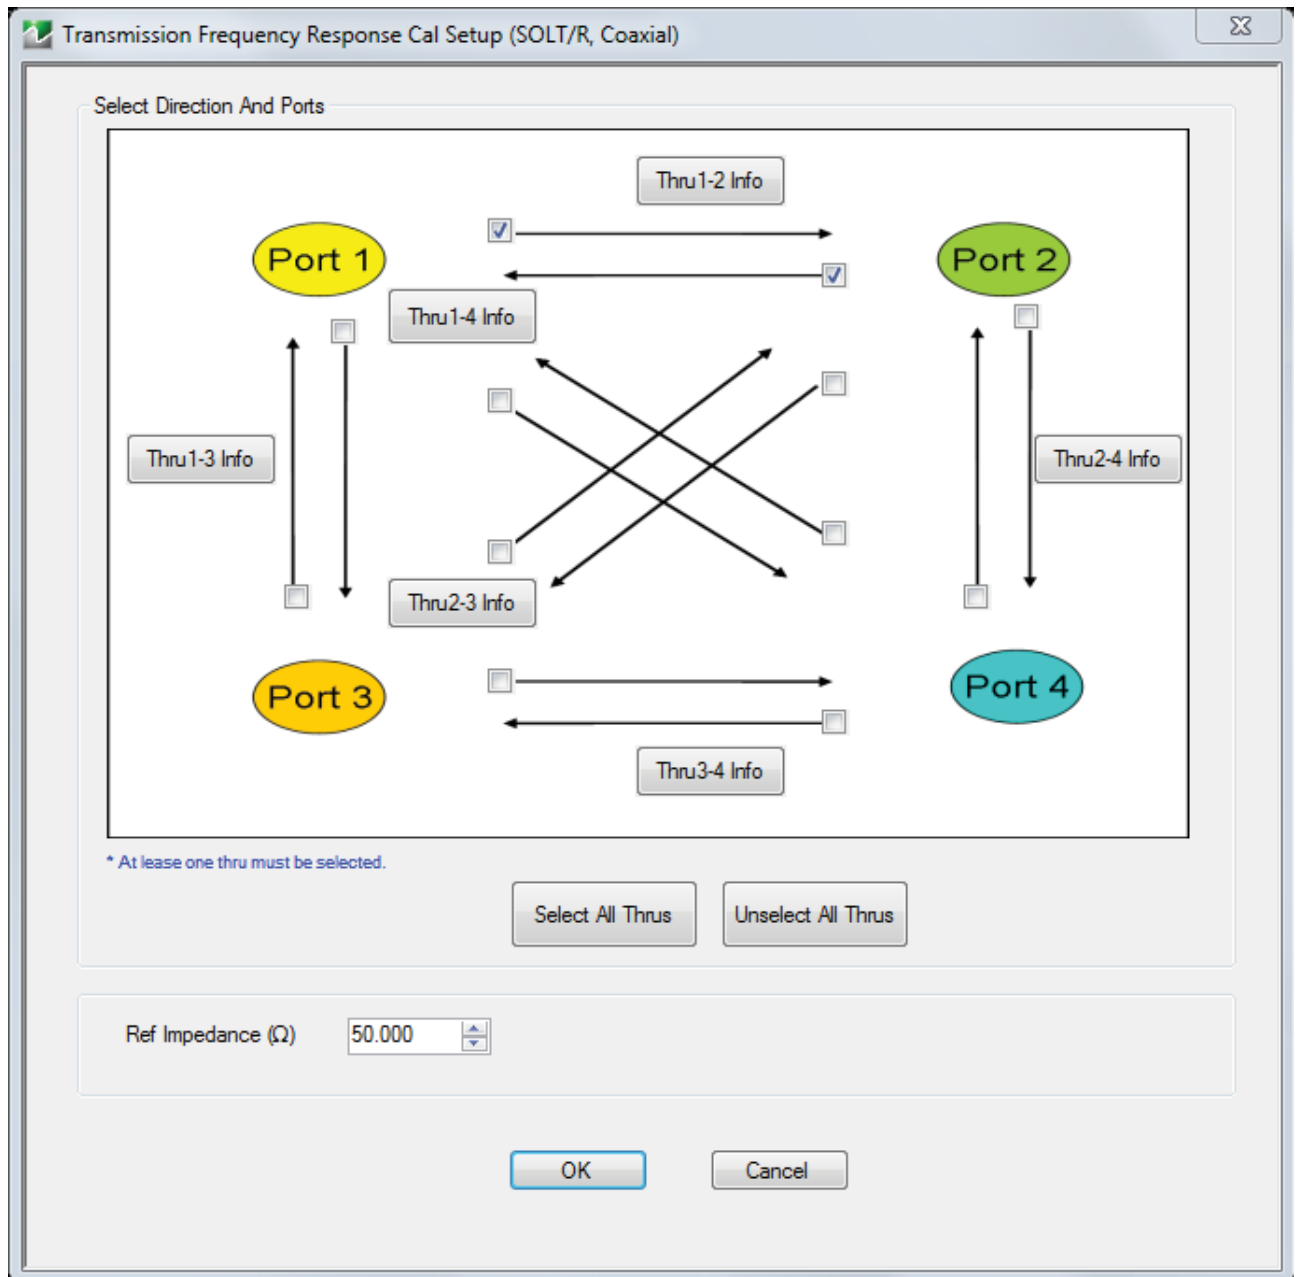 Transmission Frequency Response Cal Setup (SOLT/R, Coaxial)
Select Direction And Ports
Thru1-2 Info
Port 1
Port 2
Thru1-4 Info
Thru1-3 Info
Thru2-4 Info
Thru2-3 Info
Port 3
Port 4
Thru3-4 Info
* At lease one thru must be selected.
Select All Thrus
Unselect All Thrus
Ref Impedance (Ω)
50.000
OK
Cancel